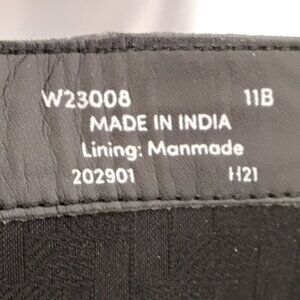 W23008 11B
MADE IN INDIA
Lining: Manmade
202901 H21